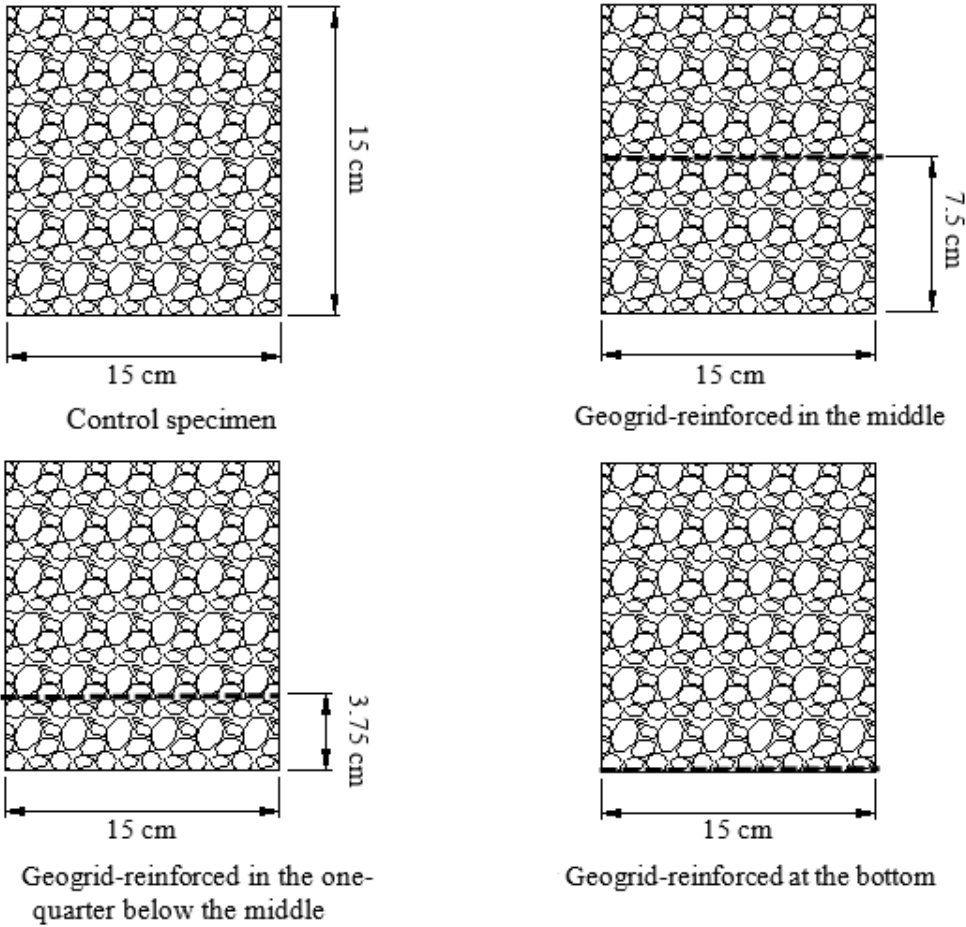 15 cm
15 cm
Control specimen
7.5 cm
15 cm
Geogrid-reinforced in the middle
3.75 cm
15 cm
Geogrid-reinforced in the one-
quarter below the middle
15 cm
Geogrid-reinforced at the bottom